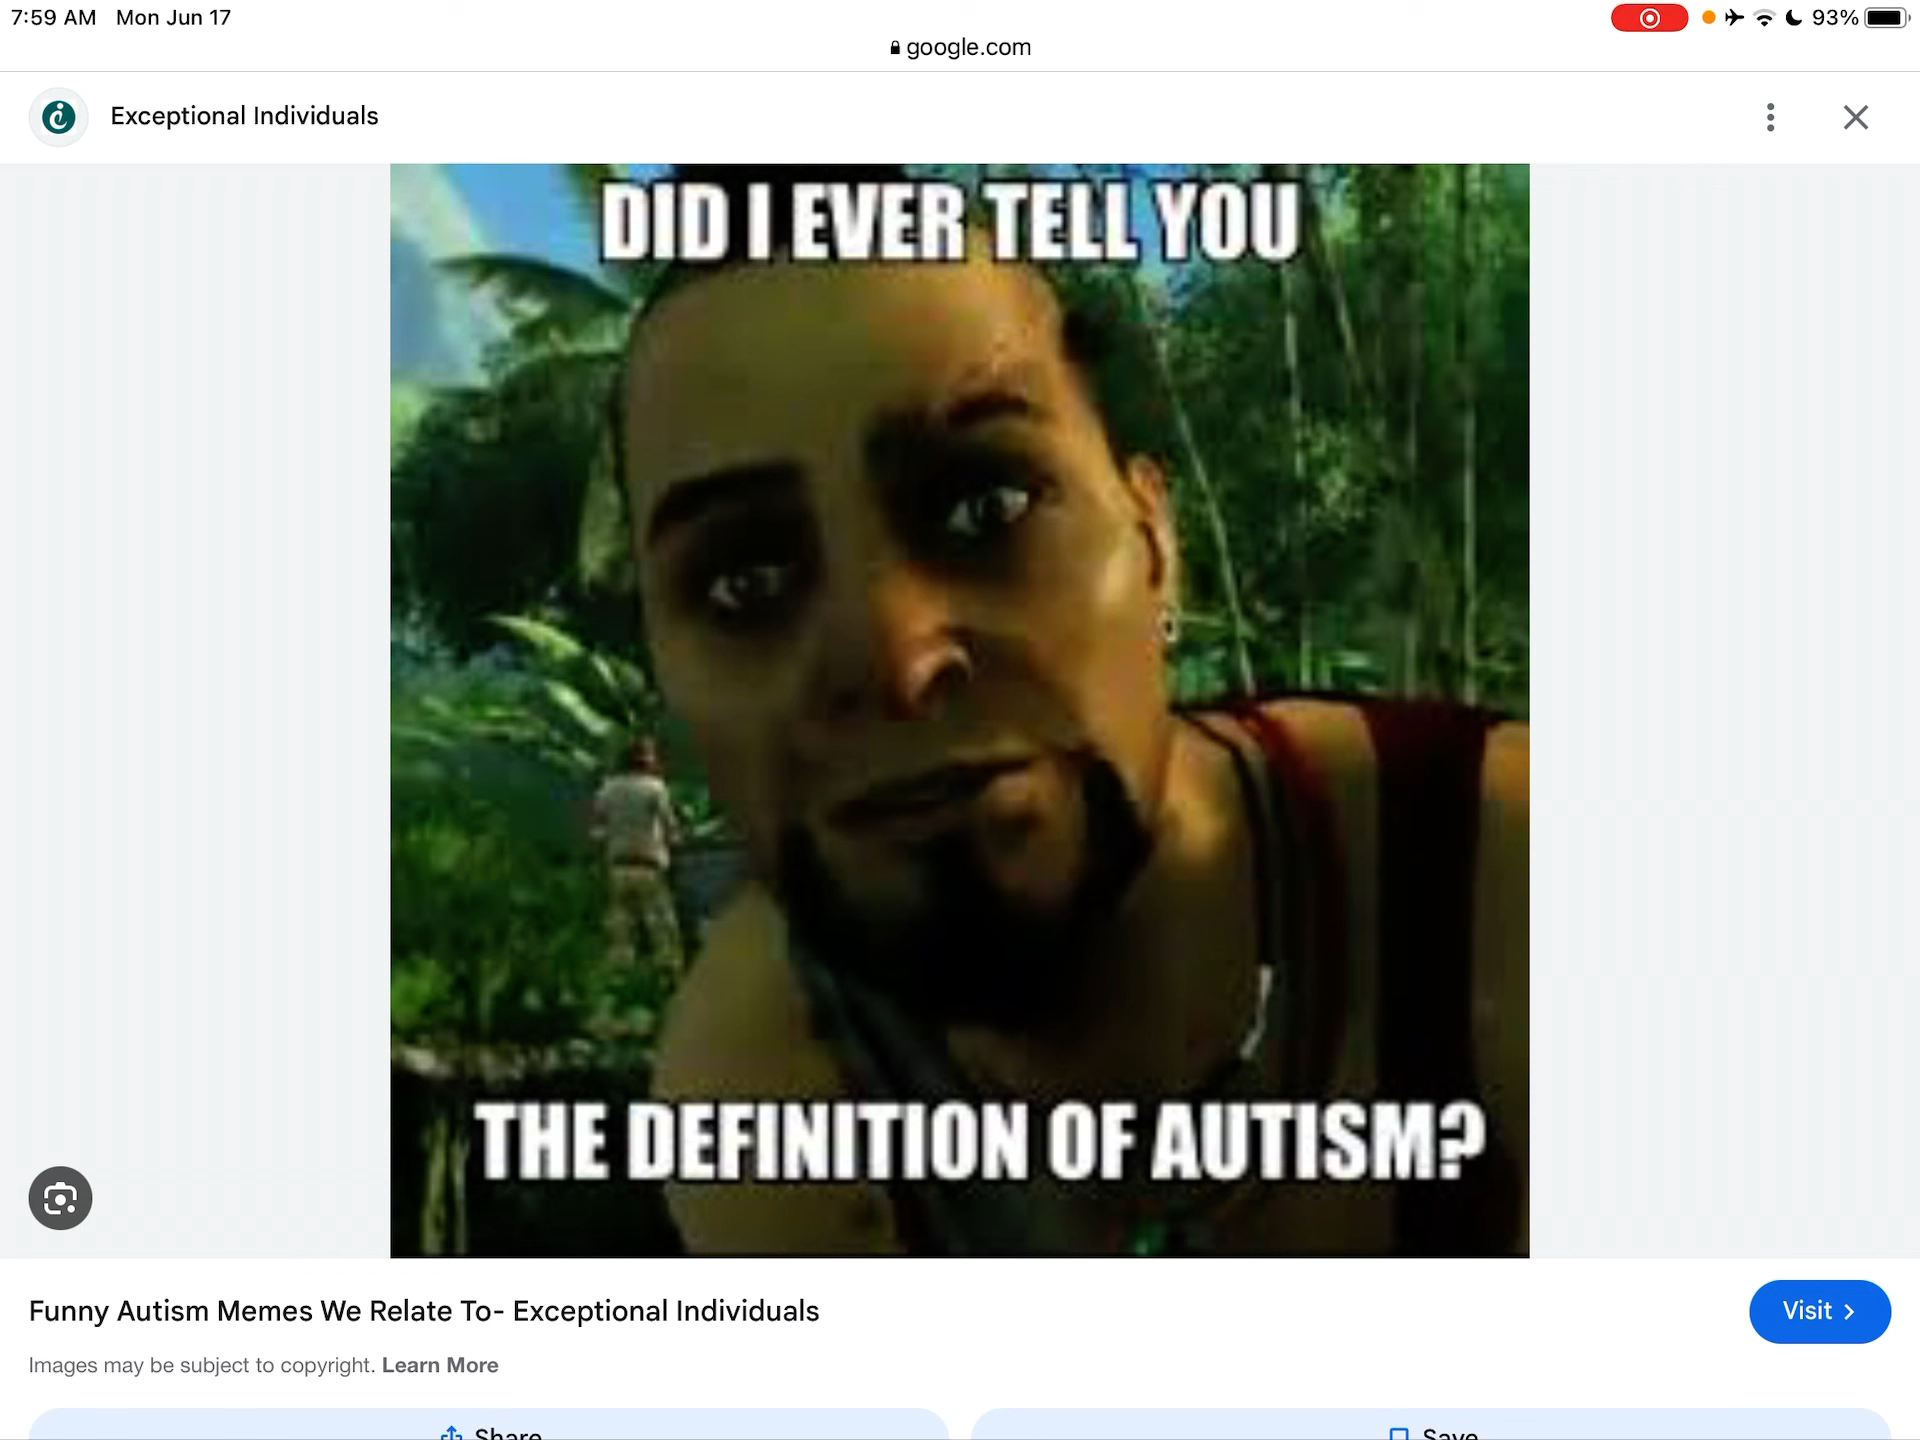 7:59 AM Mon Jun 17
93%
google.com
Exceptional Individuals
DID I EVER TELL YOU
THE DEFINITION OF AUTISM?
Funny Autism Memes We Relate To- Exceptional Individuals
Visit
Images may be subject to copyright. Learn More
Share
Save